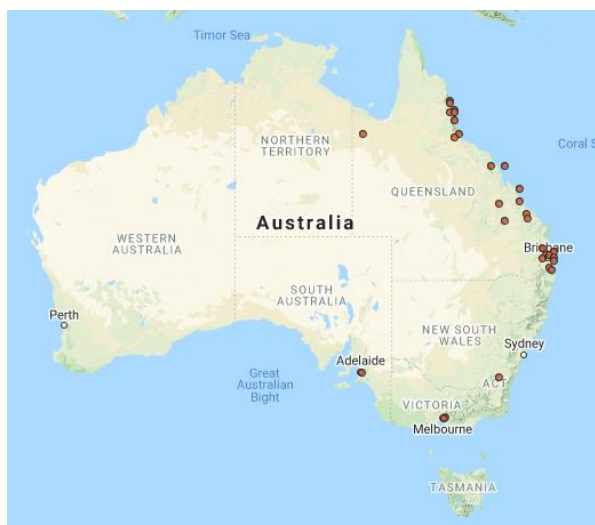 Timor Sea
Coral S
NORTHERN
TERRITORY
QUEENSLAND
Australia
WESTERN
AUSTRALIA
Brisbane
SOUTH
AUSTRALIA
Perth
NEW SOUTH
WALES
Sydney
Adelaide
Great
Australian
Bight
ACT
VICTORIA
Melbourne
TASMANIA